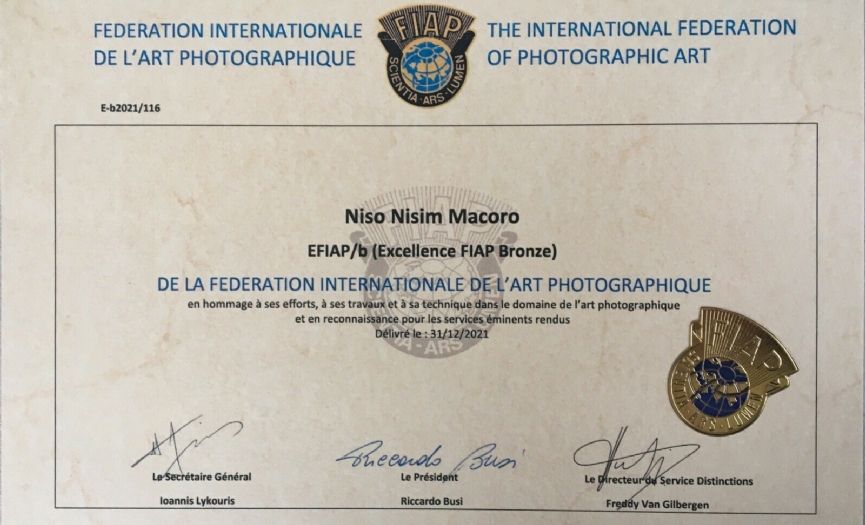 FEDERATION INTERNATIONALE
DE L'ART PHOTOGRAPHIQUE
FIAP
SCIENTIA-ARS-LUMEN
THE INTERNATIONAL FEDERATION
OF PHOTOGRAPHIC ART
E-b2021/116
Niso Nisim Macoro
EFIAP/b (Excellence FIAP Bronze)
DE LA FEDERATION INTERNATIONALE DE L'ART PHOTOGRAPHIQUE
en hommage à ses efforts, à ses travaux et à sa technique dans le domaine de l'art photographique
et en reconnaissance pour les services éminents rendus
Délivré le : 31/12/2021
FIAP
ARS LUMEN
Riccardo Busi
Le Secrétaire Général
Le Président
Le Directeur du Service Distinctions
Ioannis Lykouris
Riccardo Busi
Freddy Van Gilbergen